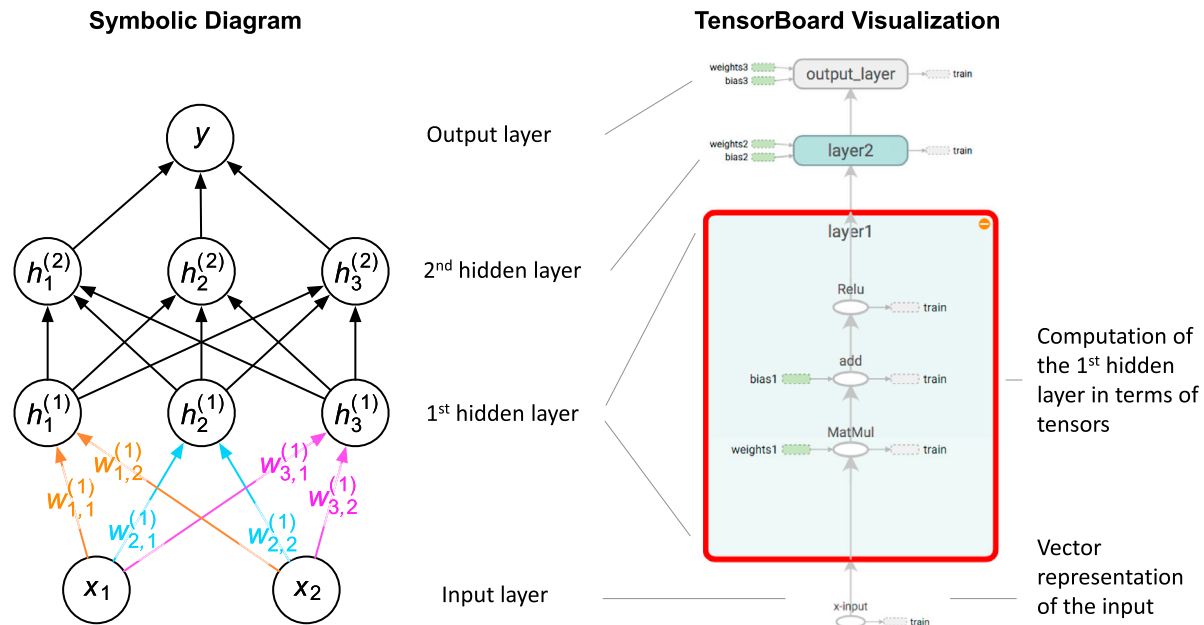 Symbolic Diagram
TensorBoard Visualization
y
Output layer
weights3
bias3
output_layer
train
h₁⁽²⁾
h₂⁽²⁾
h₃⁽²⁾
2nd hidden layer
weights2
bias2
layer2
train
h₁⁽¹⁾
h₂⁽¹⁾
h₃⁽¹⁾
1st hidden layer
layer1
Relu
train
add
bias1
train
MatMul
weights1
train
Computation of
the 1st hidden
layer in terms of
tensors
w₁,₁⁽¹⁾
w₁,₂⁽¹⁾
w₂,₁⁽¹⁾
w₂,₂⁽¹⁾
w₃,₁⁽¹⁾
w₃,₂⁽¹⁾
x₁
x₂
Input layer
x-input
train
Vector
representation
of the input